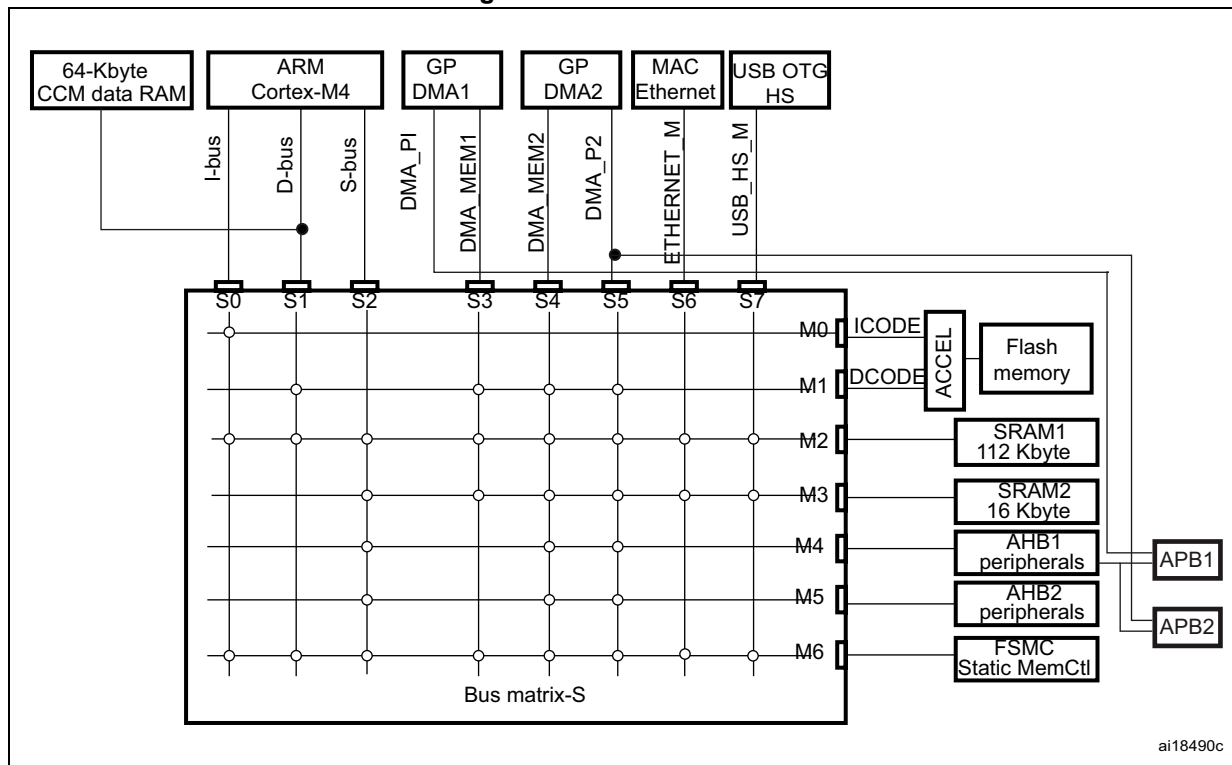 64-Kbyte
CCM data RAM
ARM
Cortex-M4
GP
DMA1
GP
DMA2
MAC
Ethernet
USB OTG
HS
I-bus
D-bus
S-bus
DMA_PI
DMA_MEM1
DMA_MEM2
DMA_P2
ETHERNET_M
USB_HS_M
S0
S1
S2
S3
S4
S5
S6
S7
M0
ICODE
M1
DCODE
ACCEL
Flash
memory
M2
SRAM1
112 Kbyte
M3
SRAM2
16 Kbyte
M4
AHB1
peripherals
APB1
M5
AHB2
peripherals
APB2
M6
FSMC
Static MemCtl
Bus matrix-S
ai18490c